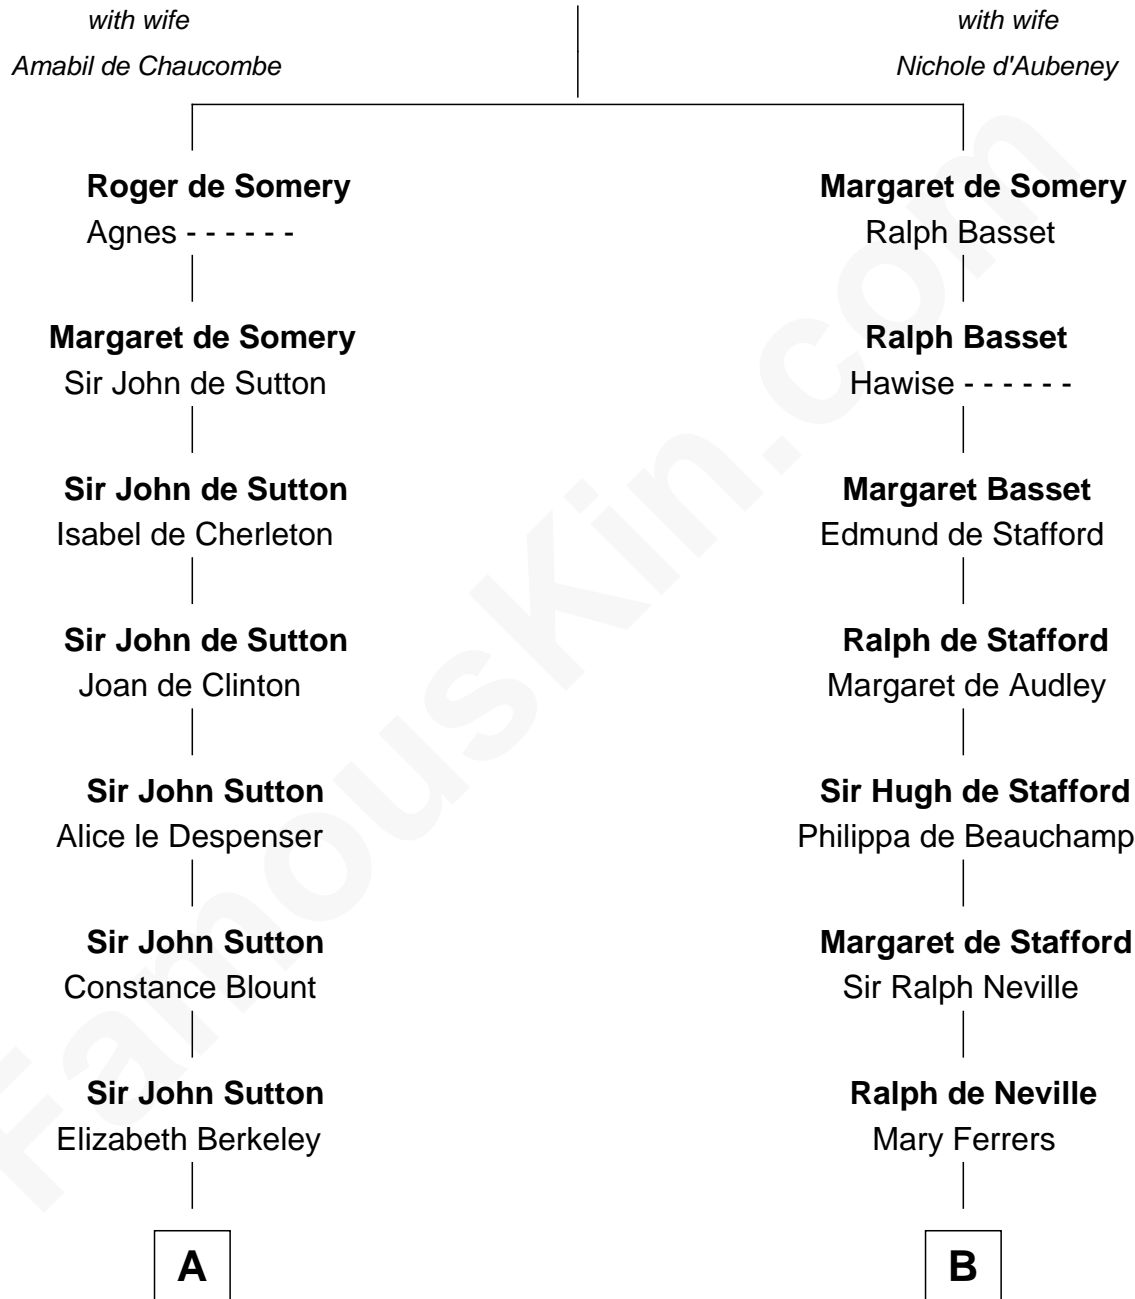 with wife
Amabil de Chaucombe
with wife
Nichole d'Aubeney
Roger de Somery
Agnes - - - - - -
Margaret de Somery
Ralph Basset
Margaret de Somery
Sir John de Sutton
Ralph Basset
Hawise - - - - - -
Sir John de Sutton
Isabel de Cherleton
Margaret Basset
Edmund de Stafford
Sir John de Sutton
Joan de Clinton
Ralph de Stafford
Margaret de Audley
Sir John Sutton
Alice le Despenser
Sir Hugh de Stafford
Philippa de Beauchamp
Sir John Sutton
Constance Blount
Margaret de Stafford
Sir Ralph Neville
Sir John Sutton
Elizabeth Berkeley
Ralph de Neville
Mary Ferrers
A
B
FamousKin.com